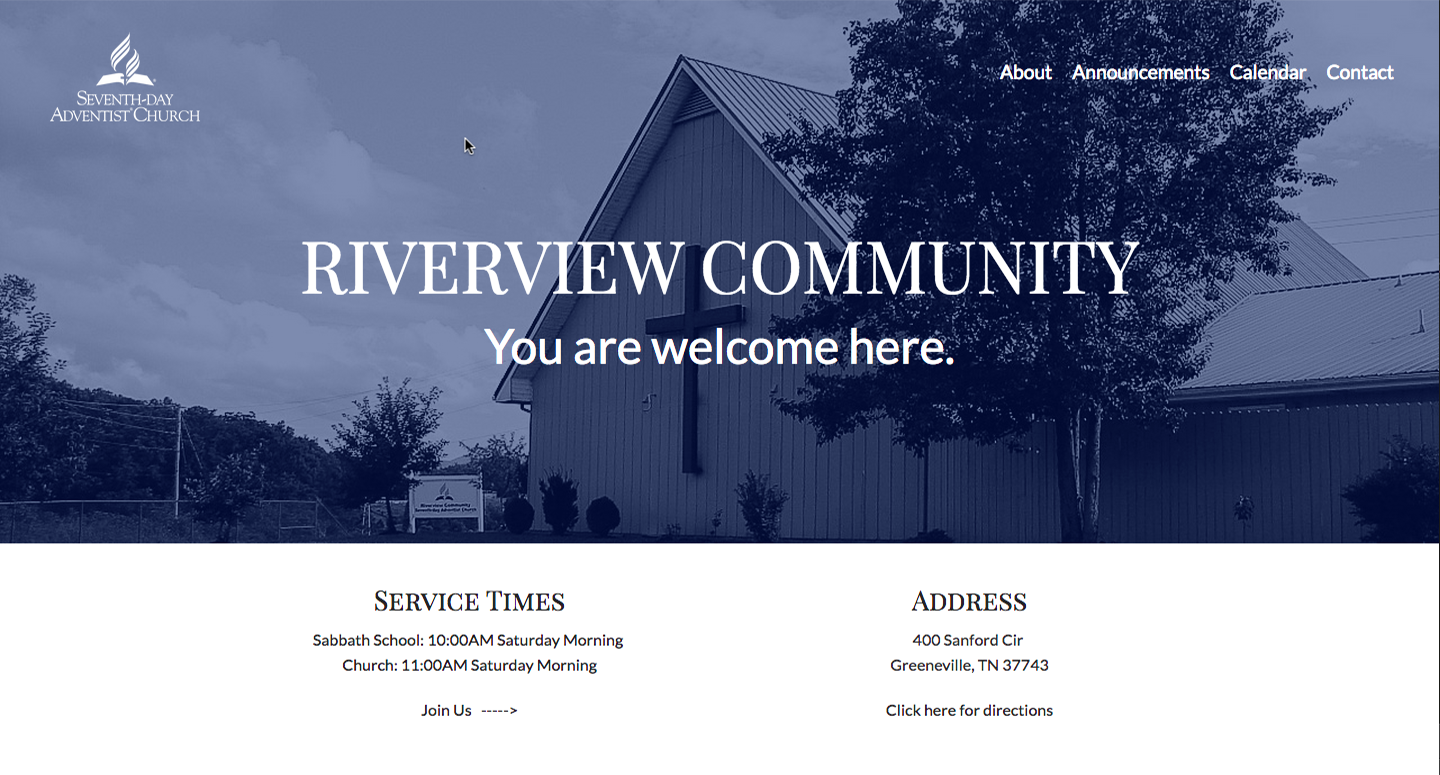 SEVENTH-DAY
ADVENTIST® CHURCH
About Announcements Calendar Contact
RIVERVIEW COMMUNITY
You are welcome here.
Riverview Community
Seventh-day Adventist Church
SERVICE TIMES
Sabbath School: 10:00AM Saturday Morning
Church: 11:00AM Saturday Morning
Join Us ----->
ADDRESS
400 Sanford Cir
Greeneville, TN 37743
Click here for directions